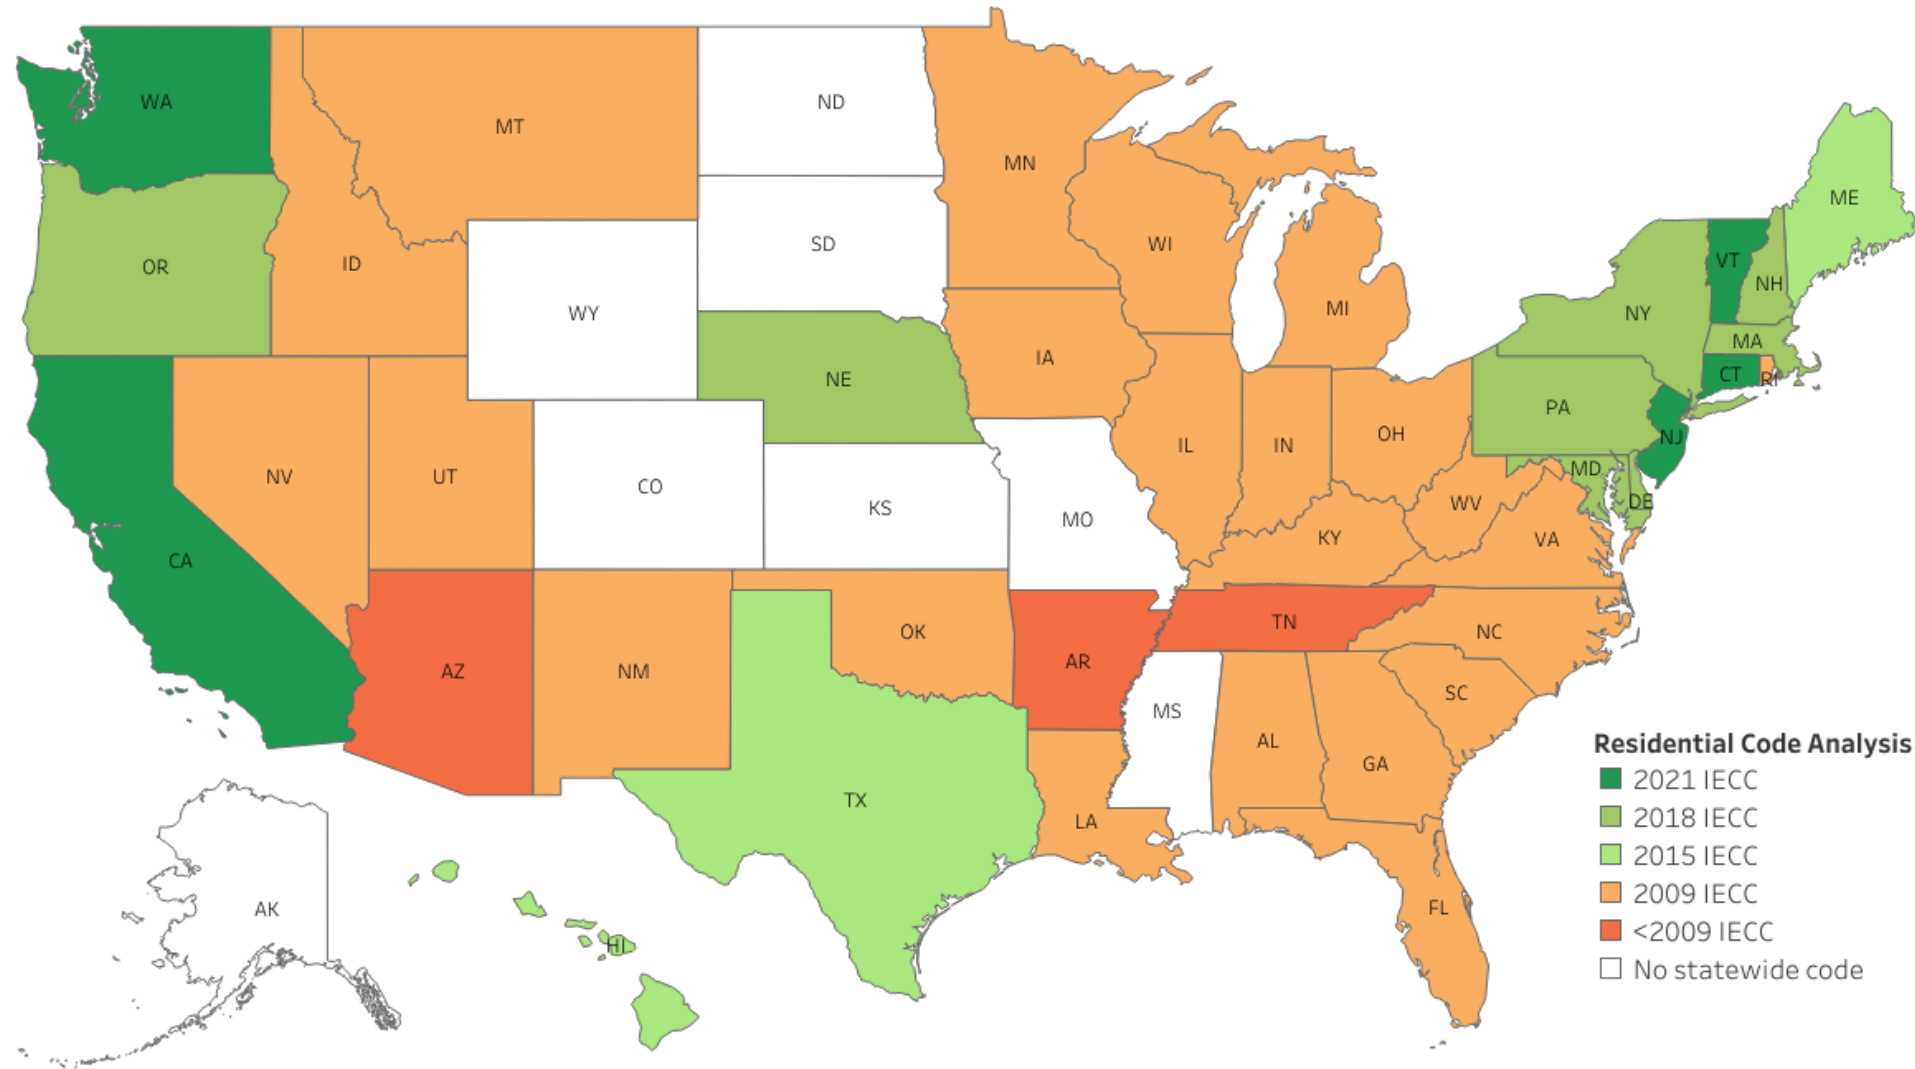 WA
MT
ND
MN
ME
OR
ID
SD
WI
VT
NH
WY
MI
NY
MA
IA
NE
CT
RI
PA
NV
UT
CO
KS
IL
IN
OH
NJ
MD
DE
WV
MO
KY
VA
CA
AZ
NM
OK
AR
TN
NC
SC
MS
AL
GA
TX
LA
FL
AK
HI
Residential Code Analysis
2021 IECC
2018 IECC
2015 IECC
2009 IECC
<2009 IECC
No statewide code